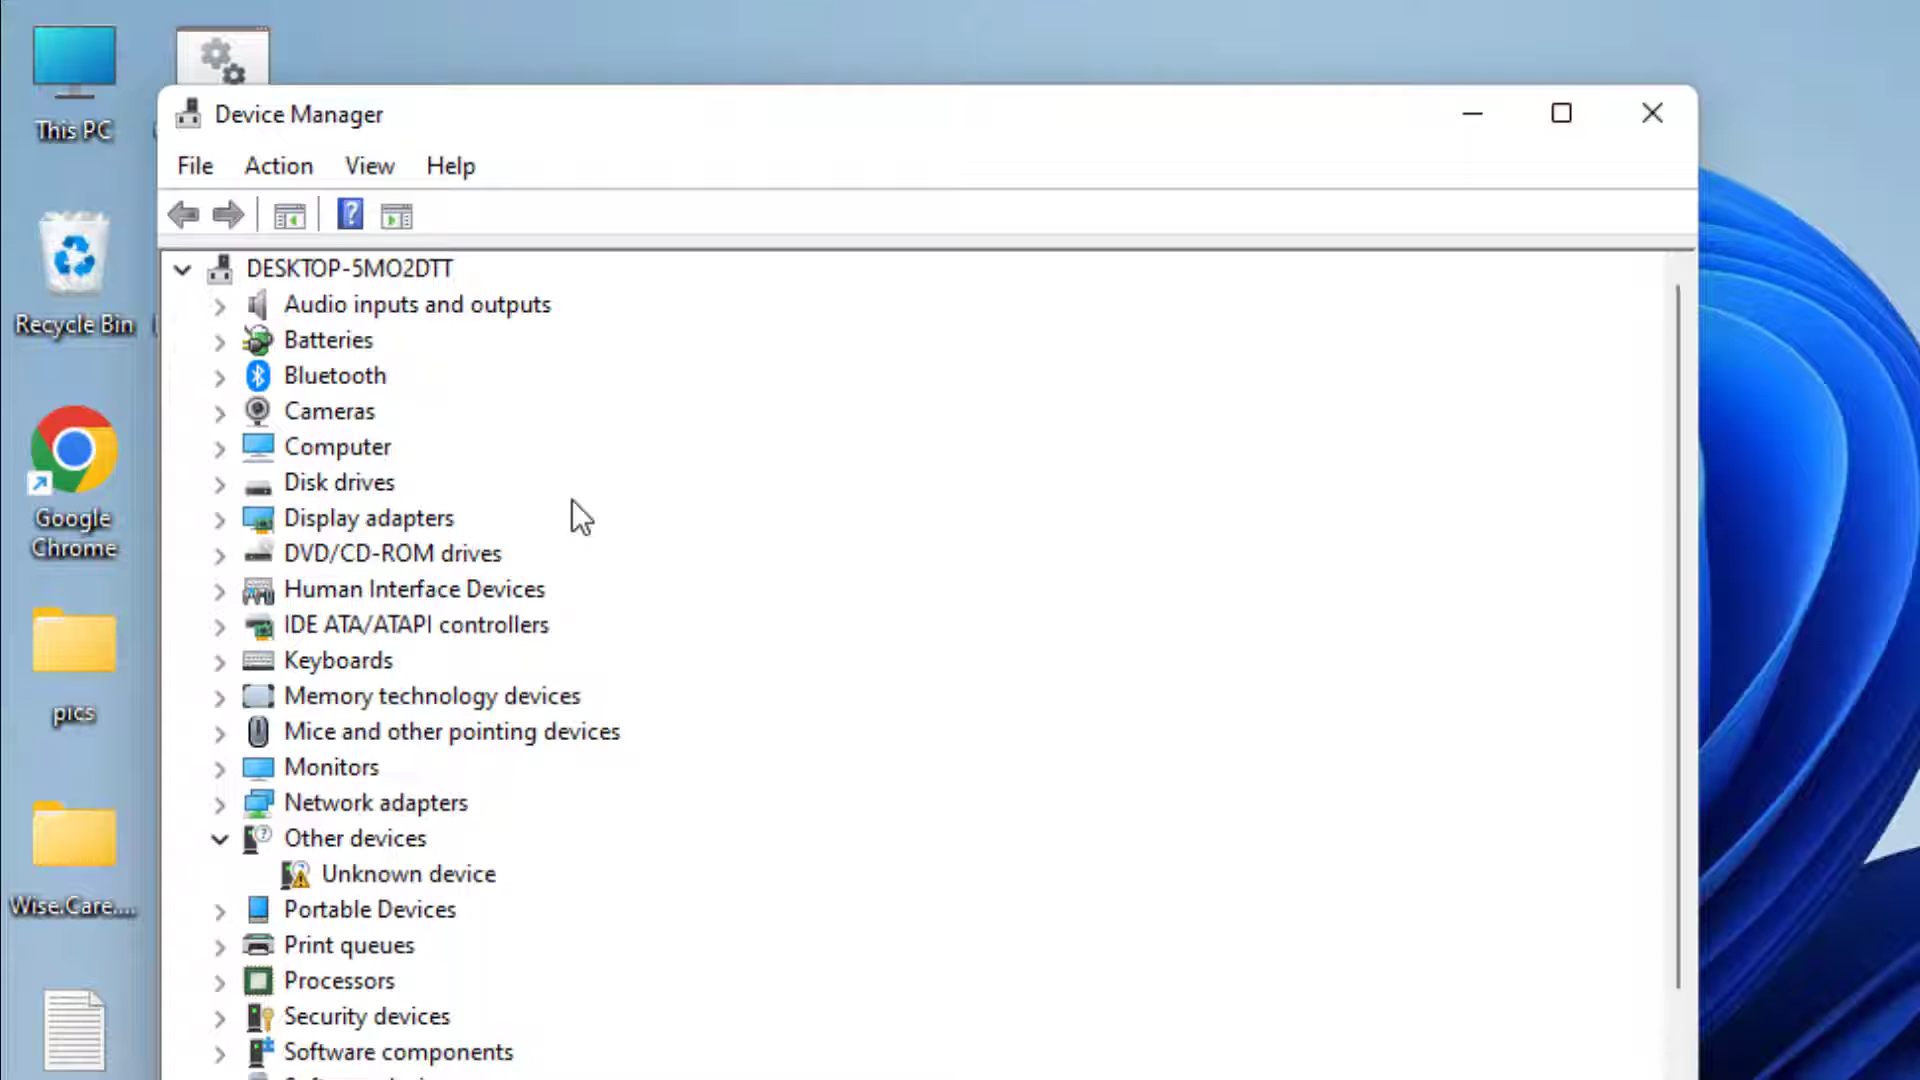 This PC
Recycle Bin
Google
Chrome
pics
Wise.Care....
Device Manager
File Action View Help
?
DESKTOP-5MO2DTT
Audio inputs and outputs
Batteries
Bluetooth
Cameras
Computer
Disk drives
Display adapters
DVD/CD-ROM drives
Human Interface Devices
IDE ATA/ATAPI controllers
Keyboards
Memory technology devices
Mice and other pointing devices
Monitors
Network adapters
Other devices
Unknown device
Portable Devices
Print queues
Processors
Security devices
Software components